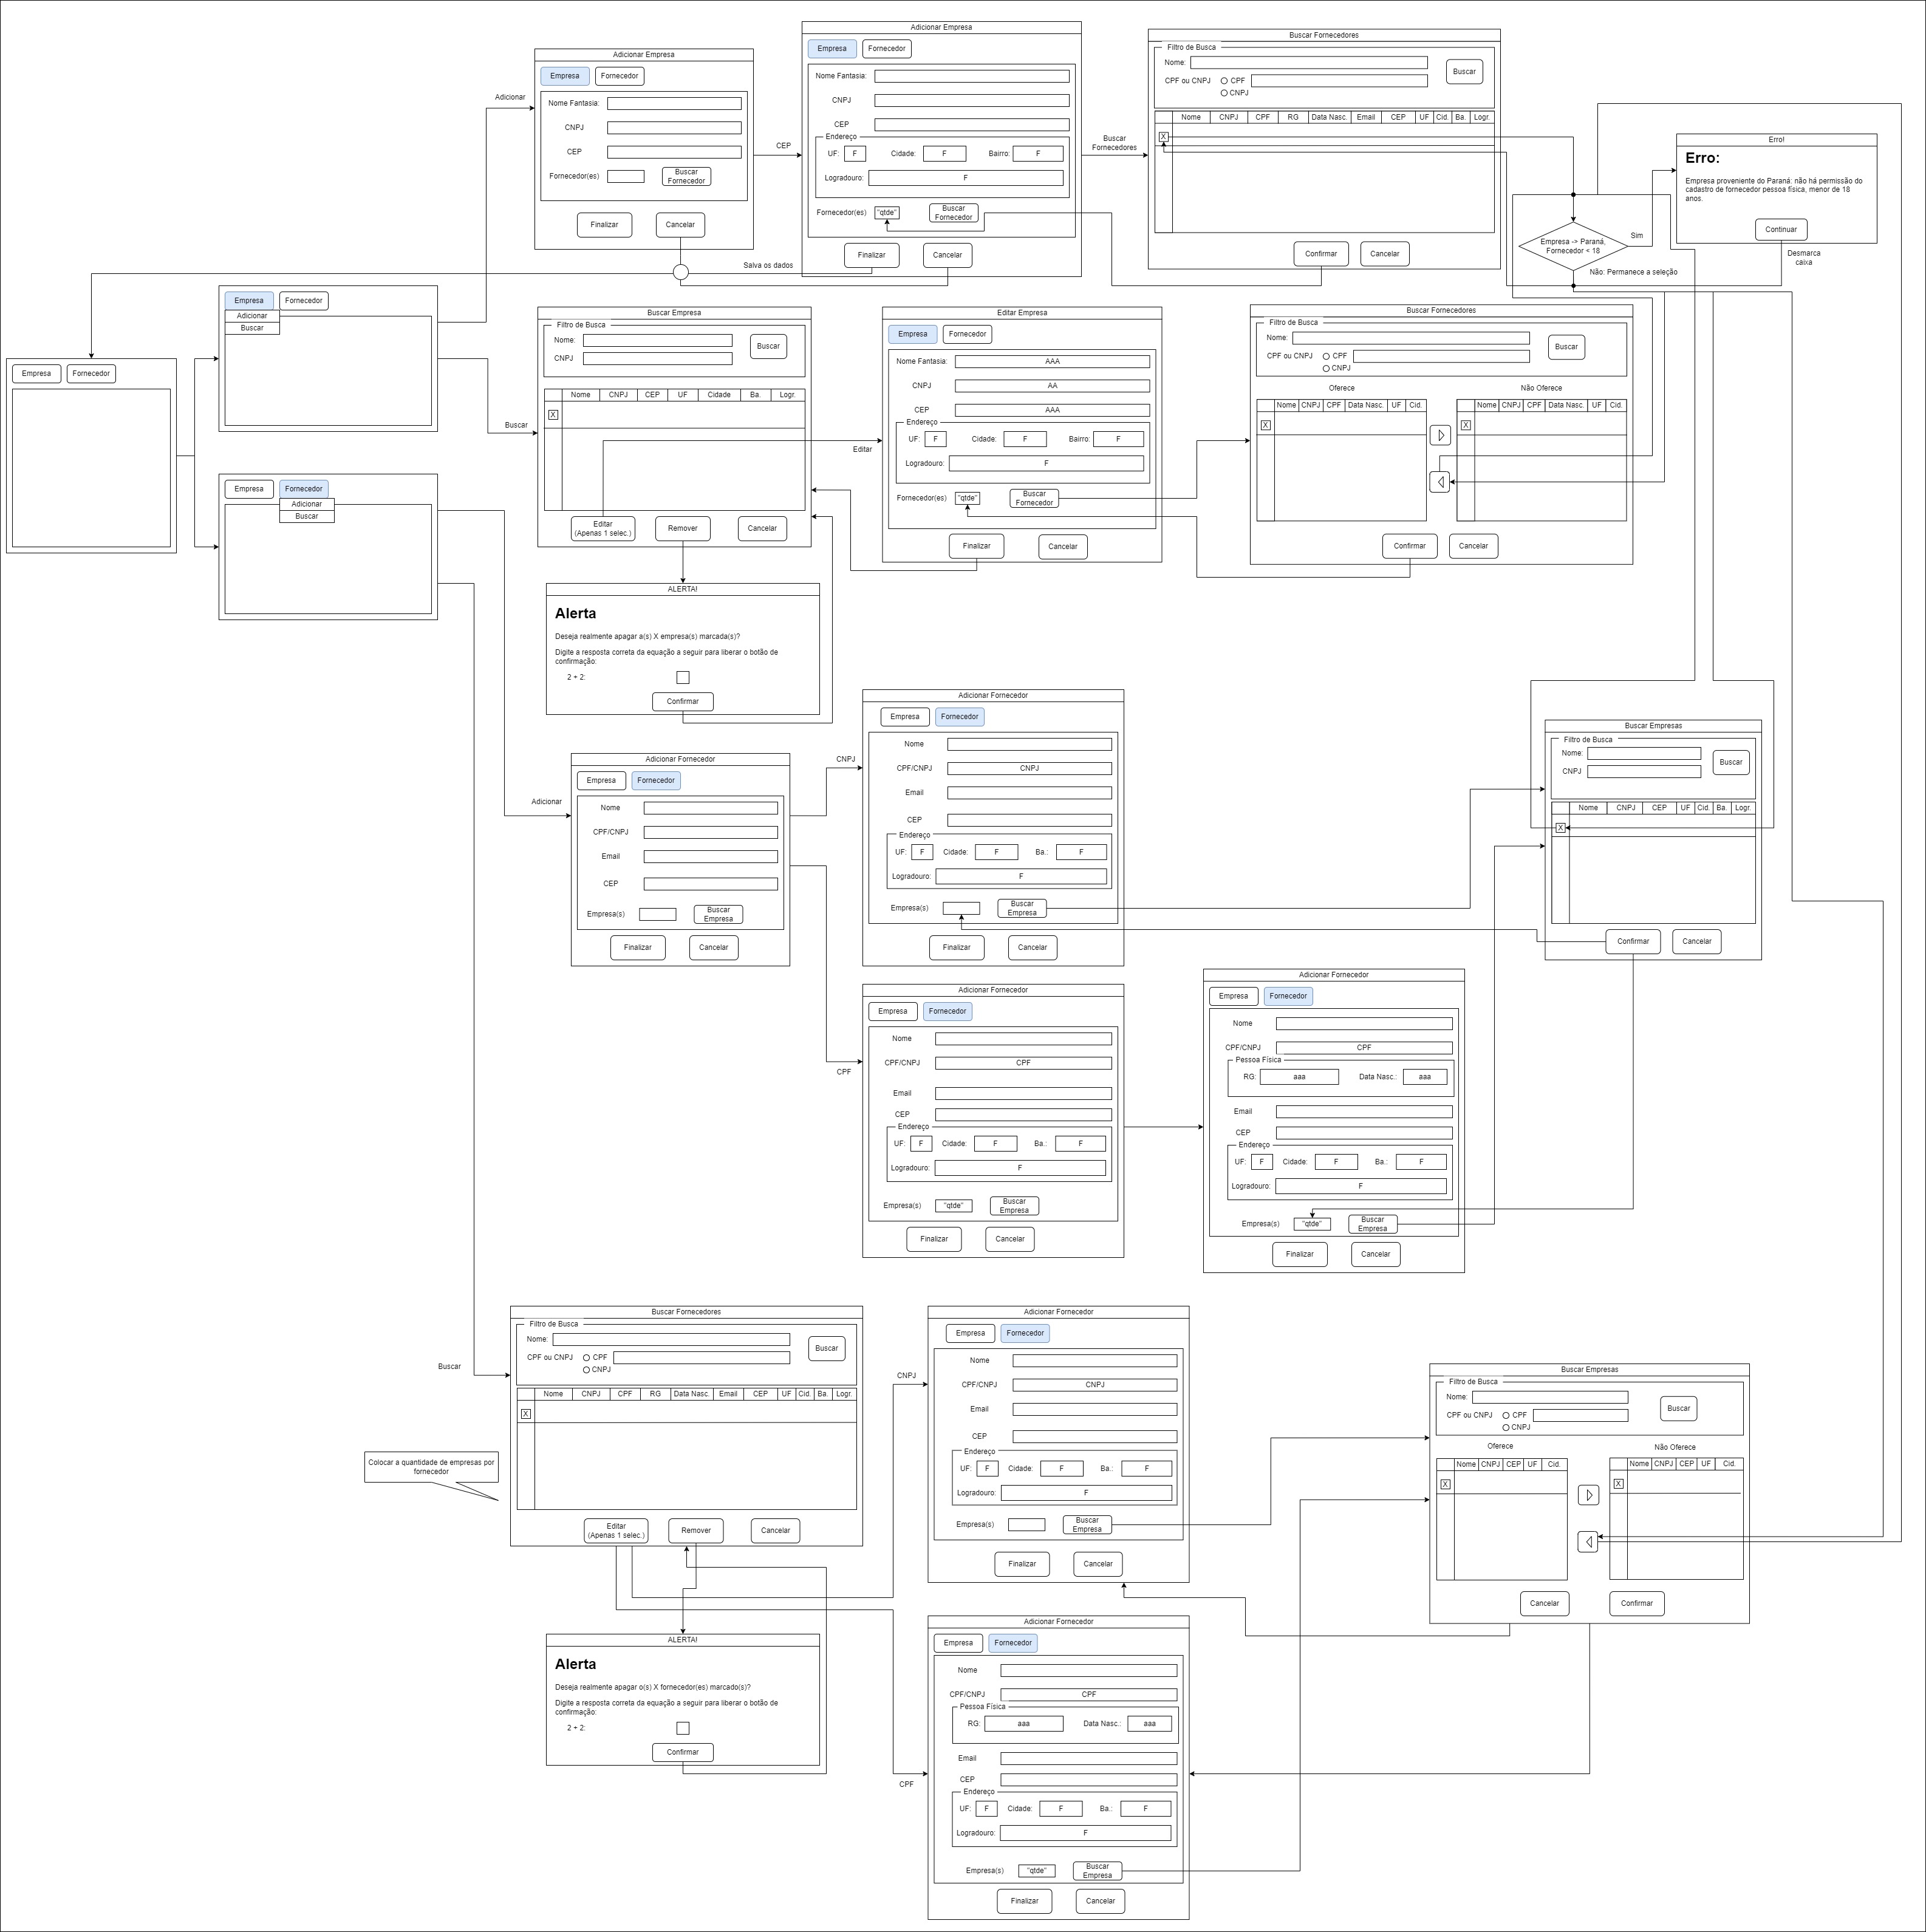 Adicionar Empresa
Empresa
Fornecedor
Nome Fantasia:
CNPJ
CEP
Fornecedor(es)
Buscar
Fornecedor
Finalizar
Cancelar
Adicionar
CEP
Adicionar Empresa
Empresa
Fornecedor
Nome Fantasia:
CNPJ
CEP
Endereço
UF: F Cidade: F Bairro: F
Logradouro: F
Fornecedor(es) "qtde"
Buscar
Fornecedor
Finalizar
Cancelar
Salva os dados
Buscar
Fornecedores
Buscar Fornecedores
Filtro de Busca
Nome:
CPF ou CNPJ CPF
CNPJ
Buscar
Nome CNPJ CPF RG Data Nasc. Email CEP UF Cid. Ba. Logr.
X
Confirmar
Cancelar
Erro!
Erro:
Empresa proveniente do Paraná: não há permissão do
cadastro de fornecedor pessoa física, menor de 18
anos.
Continuar
Empresa -> Paraná,
Fornecedor < 18
Sim
Não: Permanece a seleção
Desmarca
caixa
Empresa
Fornecedor
Empresa
Fornecedor
Adicionar
Buscar
Empresa
Fornecedor
Adicionar
Buscar
Buscar
Buscar Empresa
Filtro de Busca
Nome:
CNPJ
Buscar
Nome CNPJ CEP UF Cidade Ba. Logr.
X
Editar
(Apenas 1 selec.)
Remover
Cancelar
Editar
Editar Empresa
Empresa
Fornecedor
Nome Fantasia: AAA
CNPJ AA
CEP AAA
Endereço
UF: F Cidade: F Bairro: F
Logradouro: F
Fornecedor(es) "qtde"
Buscar
Fornecedor
Finalizar
Cancelar
Buscar Fornecedores
Filtro de Busca
Nome:
CPF ou CNPJ CPF
CNPJ
Buscar
Oferece
Não Oferece
Nome CNPJ CPF Data Nasc. UF Cid.
X
Nome CNPJ CPF Data Nasc. UF Cid.
X
Confirmar
Cancelar
ALERTA!
Alerta
Deseja realmente apagar a(s) X empresa(s) marcada(s)?
Digite a resposta correta da equação a seguir para liberar o botão de
confirmação:
2 + 2:
Confirmar
Adicionar
Adicionar Fornecedor
Empresa
Fornecedor
Nome
CPF/CNPJ
Email
CEP
Empresa(s)
Buscar
Empresa
Finalizar
Cancelar
CNPJ
Adicionar Fornecedor
Empresa
Fornecedor
Nome
CPF/CNPJ CNPJ
Email
CEP
Endereço
UF: F Cidade: F Ba.: F
Logradouro: F
Empresa(s)
Buscar
Empresa
Finalizar
Cancelar
Buscar Empresas
Filtro de Busca
Nome:
CNPJ
Buscar
Nome CNPJ CEP UF Cid. Ba. Logr.
X
Confirmar
Cancelar
CPF
Adicionar Fornecedor
Empresa
Fornecedor
Nome
CPF/CNPJ CPF
Email
CEP
Endereço
UF: F Cidade: F Ba.: F
Logradouro: F
Empresa(s) "qtde"
Buscar
Empresa
Finalizar
Cancelar
Adicionar Fornecedor
Empresa
Fornecedor
Nome
CPF/CNPJ CPF
Pessoa Física
RG: aaa Data Nasc.: aaa
Email
CEP
Endereço
UF: F Cidade: F Ba.: F
Logradouro: F
Empresa(s) "qtde"
Buscar
Empresa
Finalizar
Cancelar
Buscar
Buscar Fornecedores
Filtro de Busca
Nome:
CPF ou CNPJ CPF
CNPJ
Buscar
Nome CNPJ CPF RG Data Nasc. Email CEP UF Cid. Ba. Logr.
X
Colocar a quantidade de empresas por
fornecedor
Editar
(Apenas 1 selec.)
Remover
Cancelar
CNPJ
Adicionar Fornecedor
Empresa
Fornecedor
Nome
CPF/CNPJ CNPJ
Email
CEP
Endereço
UF: F Cidade: F Ba.: F
Logradouro: F
Empresa(s)
Buscar
Empresa
Finalizar
Cancelar
Buscar Empresas
Filtro de Busca
Nome:
CPF ou CNPJ CPF
CNPJ
Buscar
Oferece
Não Oferece
Nome CNPJ CEP UF Cid.
X
Nome CNPJ CEP UF Cid.
X
Cancelar
Confirmar
ALERTA!
Alerta
Deseja realmente apagar o(s) X fornecedor(es) marcado(s)?
Digite a resposta correta da equação a seguir para liberar o botão de
confirmação:
2 + 2:
Confirmar
CPF
Adicionar Fornecedor
Empresa
Fornecedor
Nome
CPF/CNPJ CPF
Pessoa Física
RG: aaa Data Nasc.: aaa
Email
CEP
Endereço
UF: F Cidade: F Ba.: F
Logradouro: F
Empresa(s) "qtde"
Buscar
Empresa
Finalizar
Cancelar